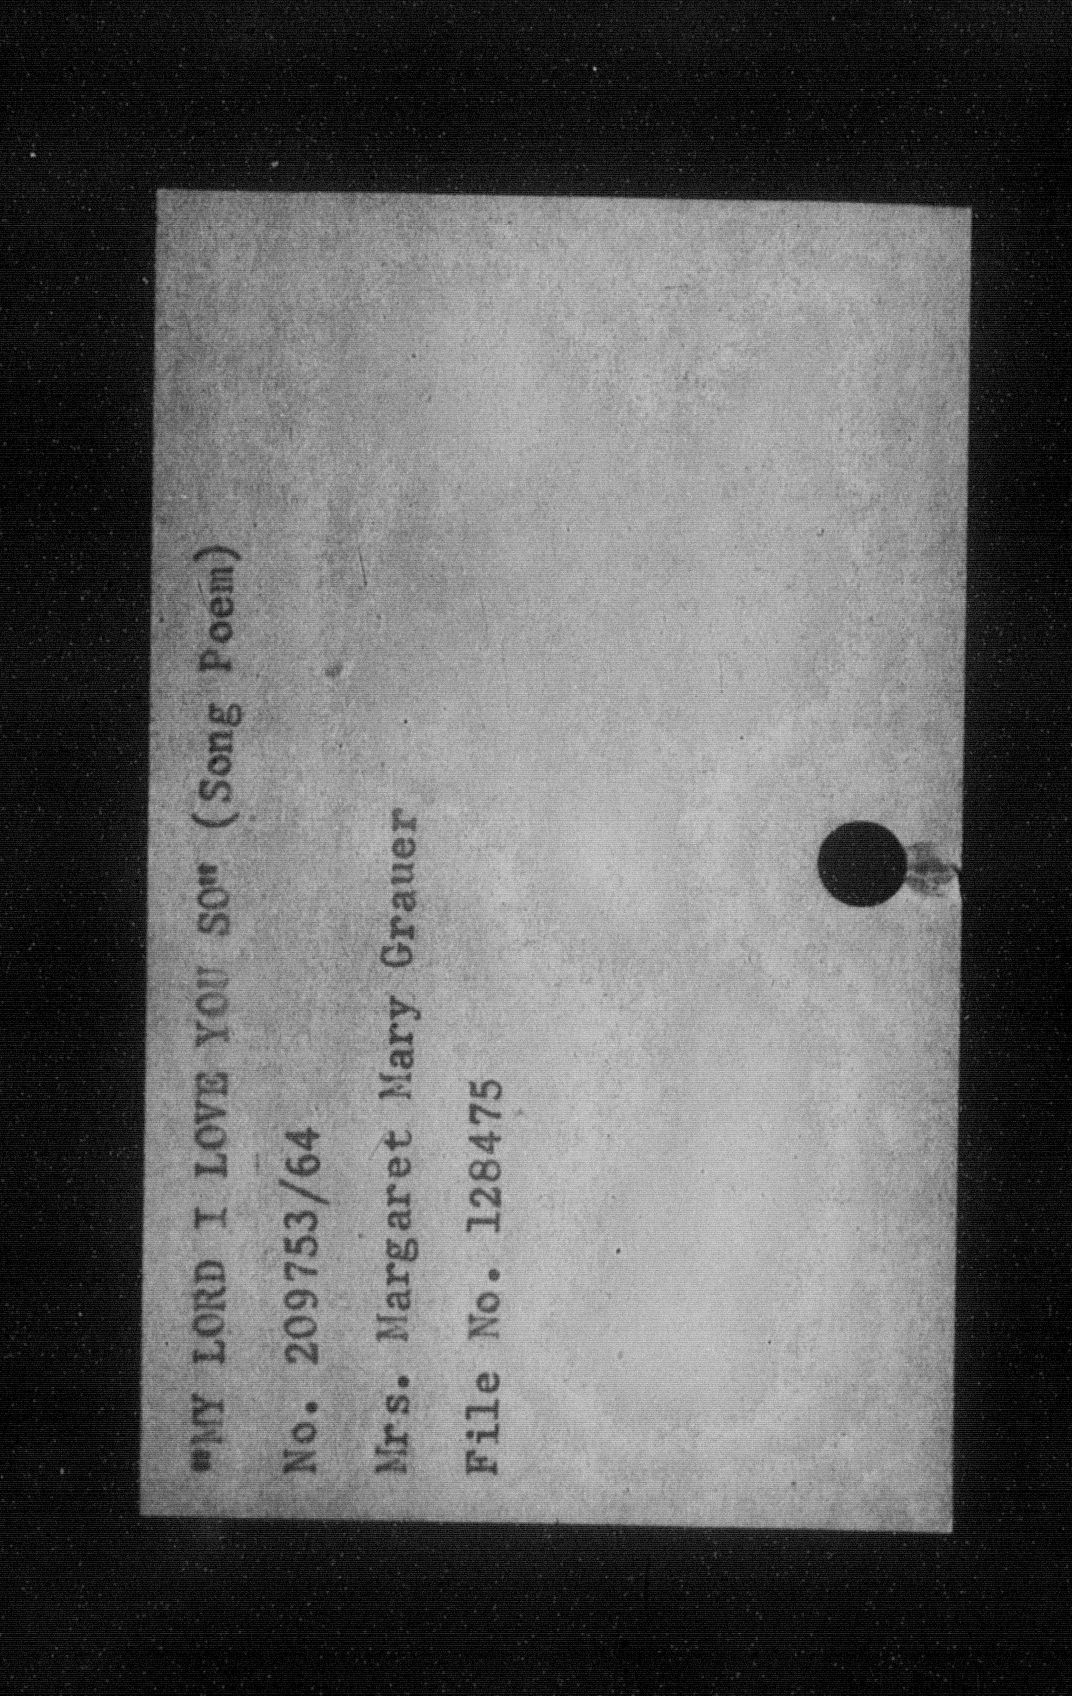 "MY LORD I LOVE YOU SO" (Song Poem)
No. 209753/64
Mrs. Margaret Mary Grauer
File No. 128475